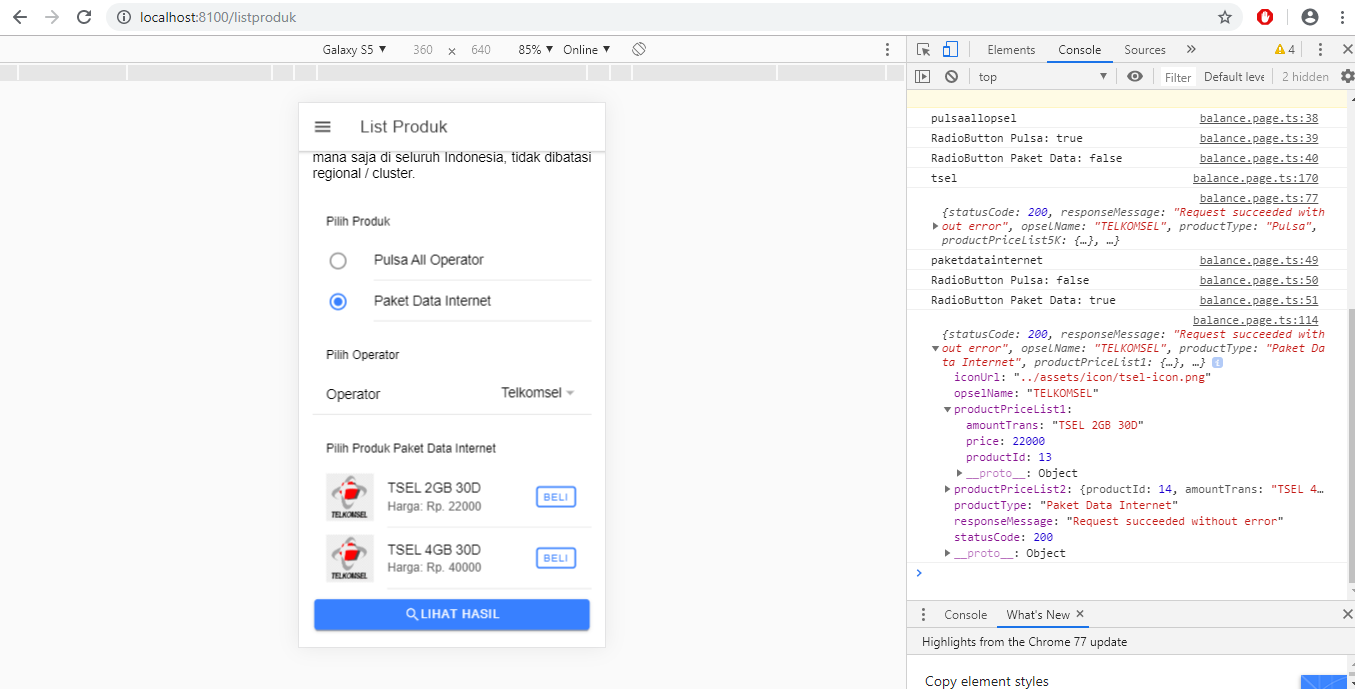 localhost:8100/listproduk
Galaxy S5 ▼ 360 × 640 85% ▼ Online ▼
Elements Console Sources » 4
top ▼ Filter Default leve 2 hidden
List Produk
mana saja di seluruh Indonesia, tidak dibatasi
regional / cluster.
Pilih Produk
Pulsa All Operator
Paket Data Internet
Pilih Operator
Operator Telkomsel
Pilih Produk Paket Data Internet
TELKOMSEL
TSEL 2GB 30D
Harga: Rp. 22000
BELI
TELKOMSEL
TSEL 4GB 30D
Harga: Rp. 40000
BELI
LIHAT HASIL
pulsaallopsel balance.page.ts:38
RadioButton Pulsa: true balance.page.ts:39
RadioButton Paket Data: false balance.page.ts:40
tsel balance.page.ts:170
balance.page.ts:77
{statusCode: 200, responseMessage: "Request succeeded with
out error", opselName: "TELKOMSEL", productType: "Pulsa",
productPriceList5K: {…}, …}
paketdatainternet balance.page.ts:49
RadioButton Pulsa: false balance.page.ts:50
RadioButton Paket Data: true balance.page.ts:51
balance.page.ts:114
{statusCode: 200, responseMessage: "Request succeeded with
out error", opselName: "TELKOMSEL", productType: "Paket Da
ta Internet", productPriceList1: {…}, …} i
iconUrl: "../assets/icon/tsel-icon.png"
opselName: "TELKOMSEL"
productPriceList1:
amountTrans: "TSEL 2GB 30D"
price: 22000
productId: 13
__proto__: Object
productPriceList2: {productId: 14, amountTrans: "TSEL 4…
productType: "Paket Data Internet"
responseMessage: "Request succeeded without error"
statusCode: 200
__proto__: Object
Console What's New ×
Highlights from the Chrome 77 update
Copy element styles